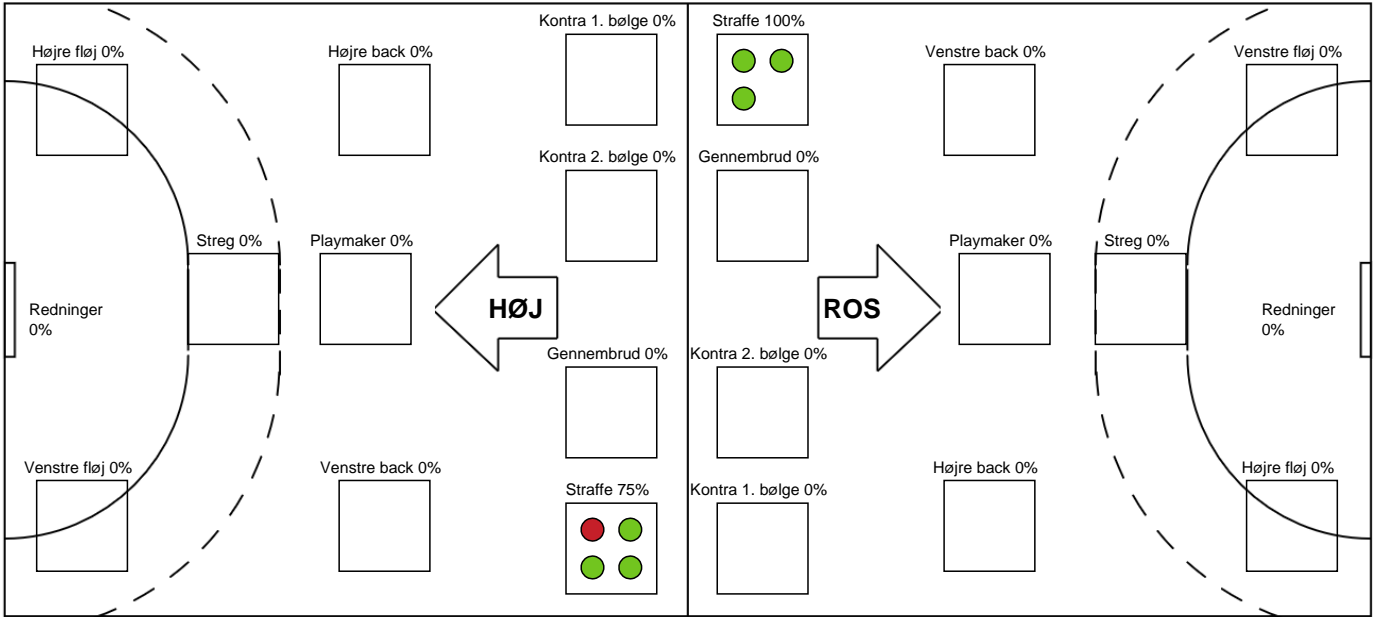 Kontra 1. bølge 0%
Straffe 100%
Højre fløj 0%
Højre back 0%
Venstre back 0%
Venstre fløj 0%
Kontra 2. bølge 0%
Gennembrud 0%
Streg 0%
Playmaker 0%
Playmaker 0%
Streg 0%
Redninger
0%
HØJ
ROS
Redninger
0%
Gennembrud 0%
Kontra 2. bølge 0%
Venstre fløj 0%
Venstre back 0%
Højre back 0%
Højre fløj 0%
Straffe 75%
Kontra 1. bølge 0%